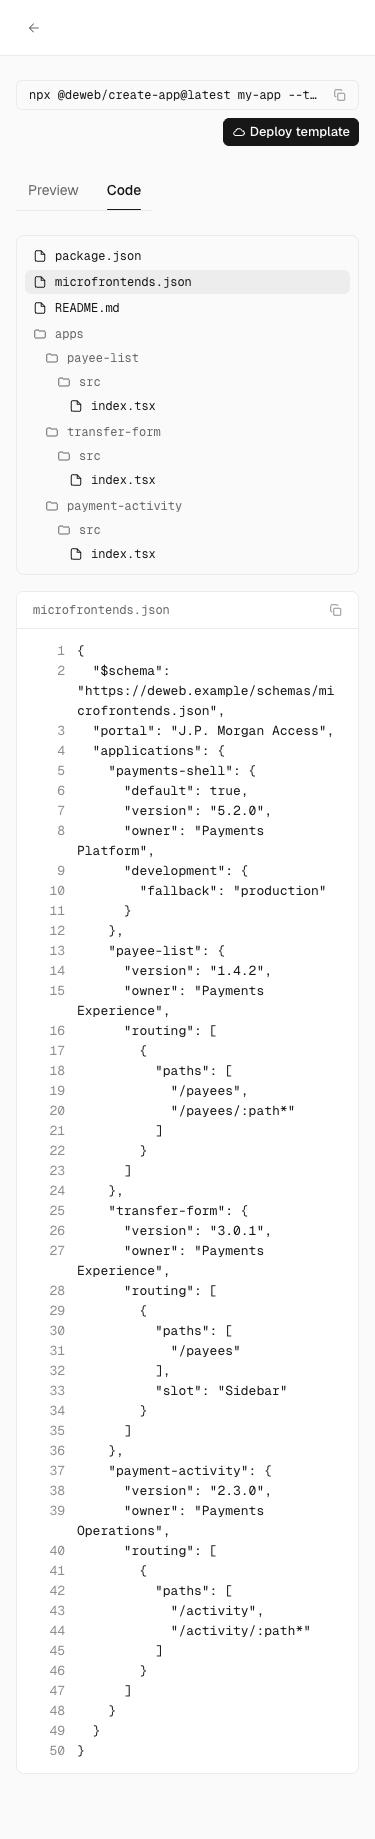 npx @deweb/create-app@latest my-app --t…
Deploy template
Preview Code
package.json
microfrontends.json
README.md
apps
payee-list
src
index.tsx
transfer-form
src
index.tsx
payment-activity
src
index.tsx
microfrontends.json
1 {
2 "$schema":
"https://deweb.example/schemas/mi
crofrontends.json",
3 "portal": "J.P. Morgan Access",
4 "applications": {
5 "payments-shell": {
6 "default": true,
7 "version": "5.2.0",
8 "owner": "Payments
Platform",
9 "development": {
10 "fallback": "production"
11 }
12 },
13 "payee-list": {
14 "version": "1.4.2",
15 "owner": "Payments
Experience",
16 "routing": [
17 {
18 "paths": [
19 "/payees",
20 "/payees/:path*"
21 ]
22 }
23 ]
24 },
25 "transfer-form": {
26 "version": "3.0.1",
27 "owner": "Payments
Experience",
28 "routing": [
29 {
30 "paths": [
31 "/payees"
32 ],
33 "slot": "Sidebar"
34 }
35 ]
36 },
37 "payment-activity": {
38 "version": "2.3.0",
39 "owner": "Payments
Operations",
40 "routing": [
41 {
42 "paths": [
43 "/activity",
44 "/activity/:path*"
45 ]
46 }
47 ]
48 }
49 }
50 }